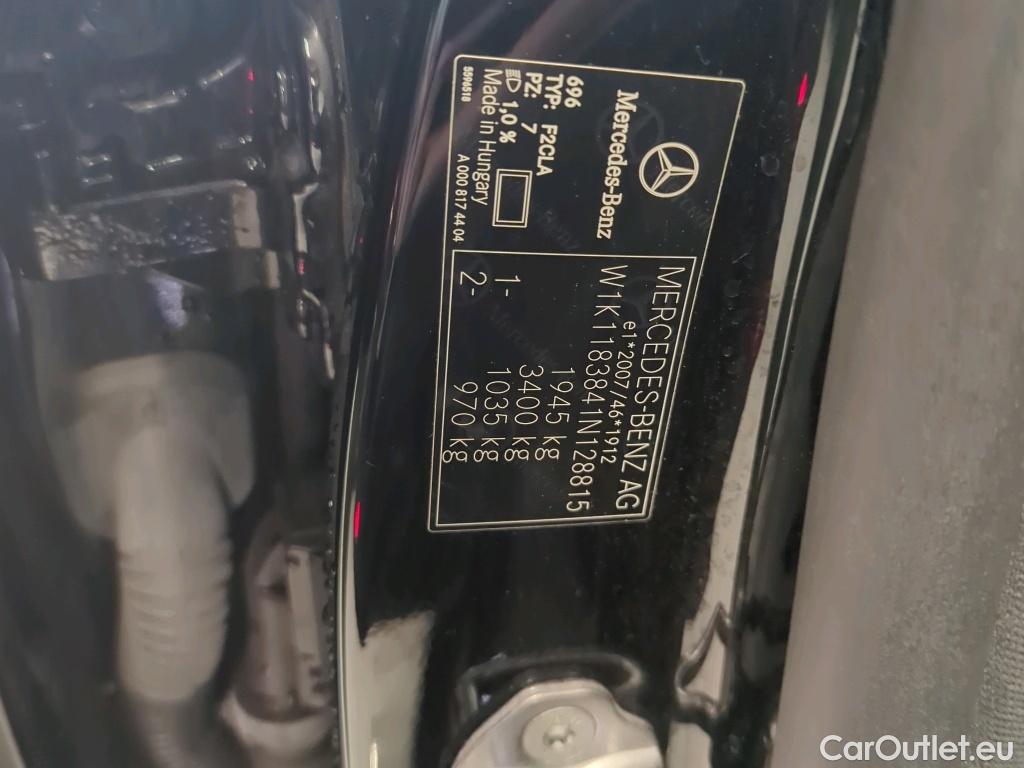 Mercedes-Benz
696
TYP: F2CLA
PZ: 7
1,0 %
Made in Hungary
A 000 817 44 04
MERCEDES-BENZ AG
e1*2007/46*1912
W1K1183841N128815
1945 kg
3400 kg
1- 1035 kg
2- 970 kg
CarOutlet.eu